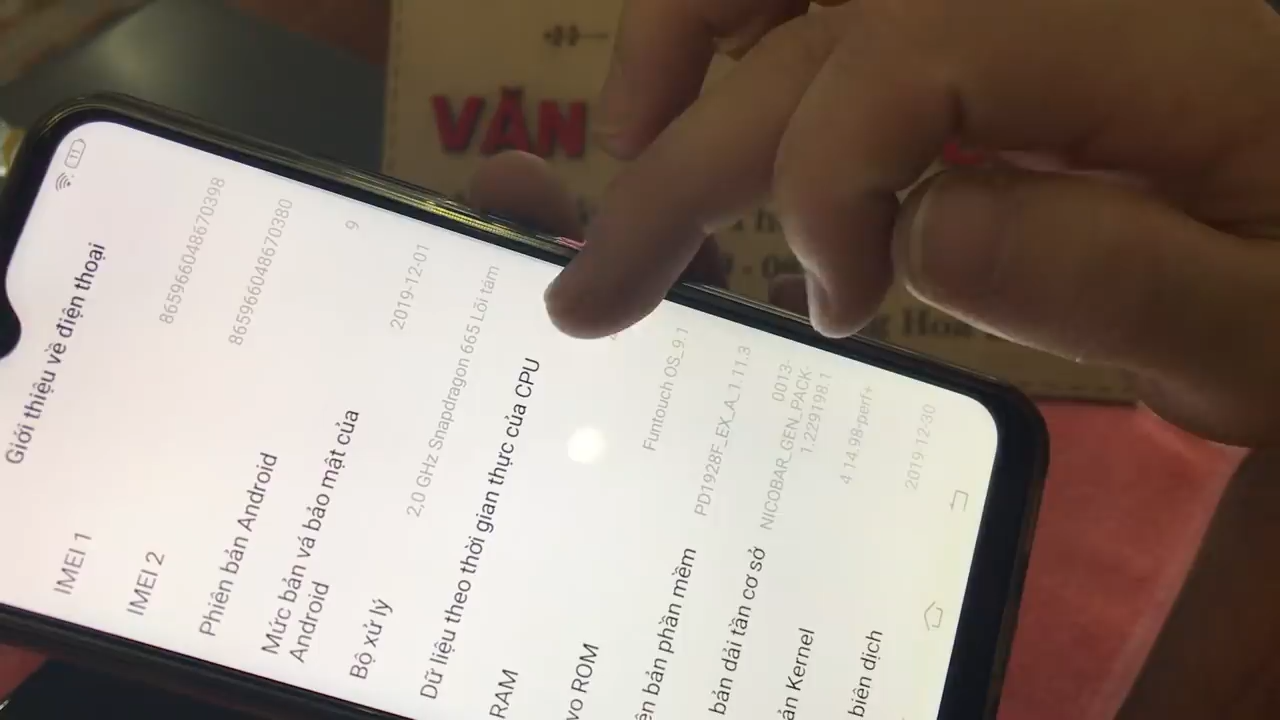 Giới thiệu về điện thoại
IMEI 1
865966048670398
IMEI 2
865966048670380
Phiên bản Android
9
Mức bản vá bảo mật của
Android
2019-12-01
Bộ xử lý
2,0 GHz Snapdragon 665 Lõi tám
Dữ liệu theo thời gian thực của CPU
RAM
vo ROM
Funtouch OS_9.1
ên bản phần mềm
PD1928F_EX_A_1.11.3
bản dải tần cơ sở
0013-
NICOBAR_GEN_PACK-
1.229198.1
ản Kernel
4.14.98-perf+
biên dịch
2019-12-30
VĂN